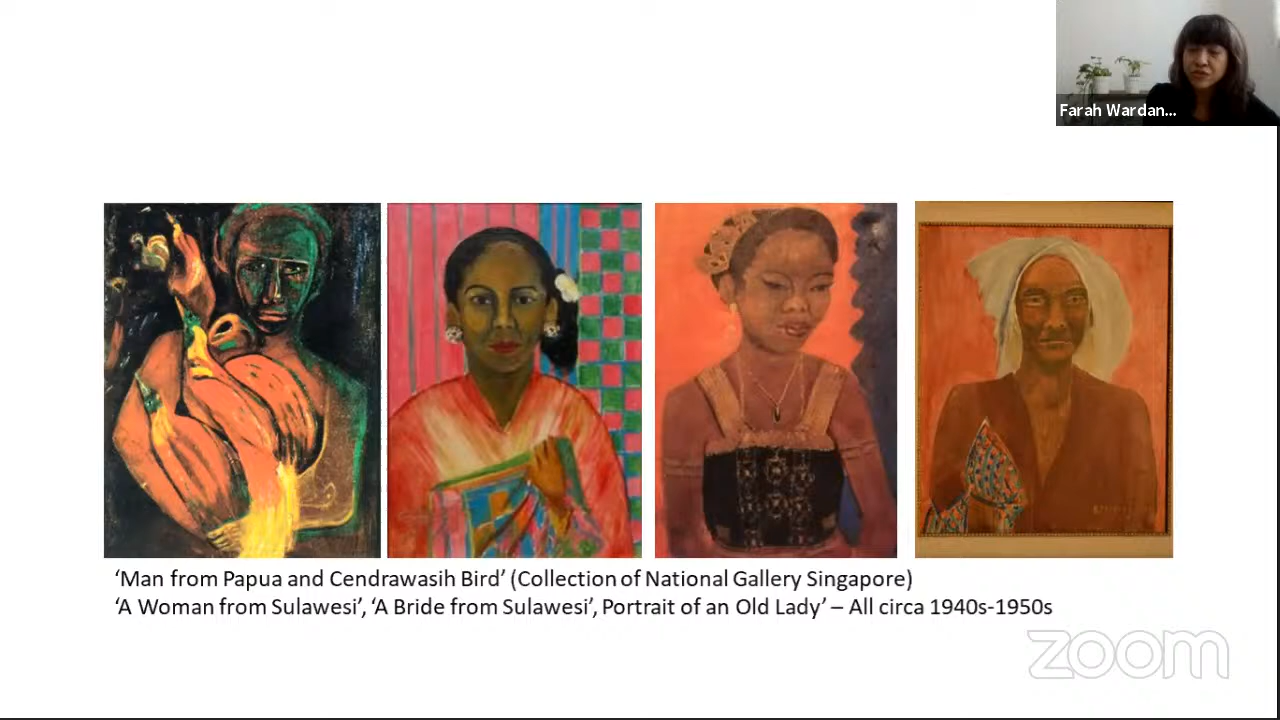 Farah Wardan...
‘Man from Papua and Cendrawasih Bird’ (Collection of National Gallery Singapore)
‘A Woman from Sulawesi’, ‘A Bride from Sulawesi’, Portrait of an Old Lady’ – All circa 1940s-1950s
zoom